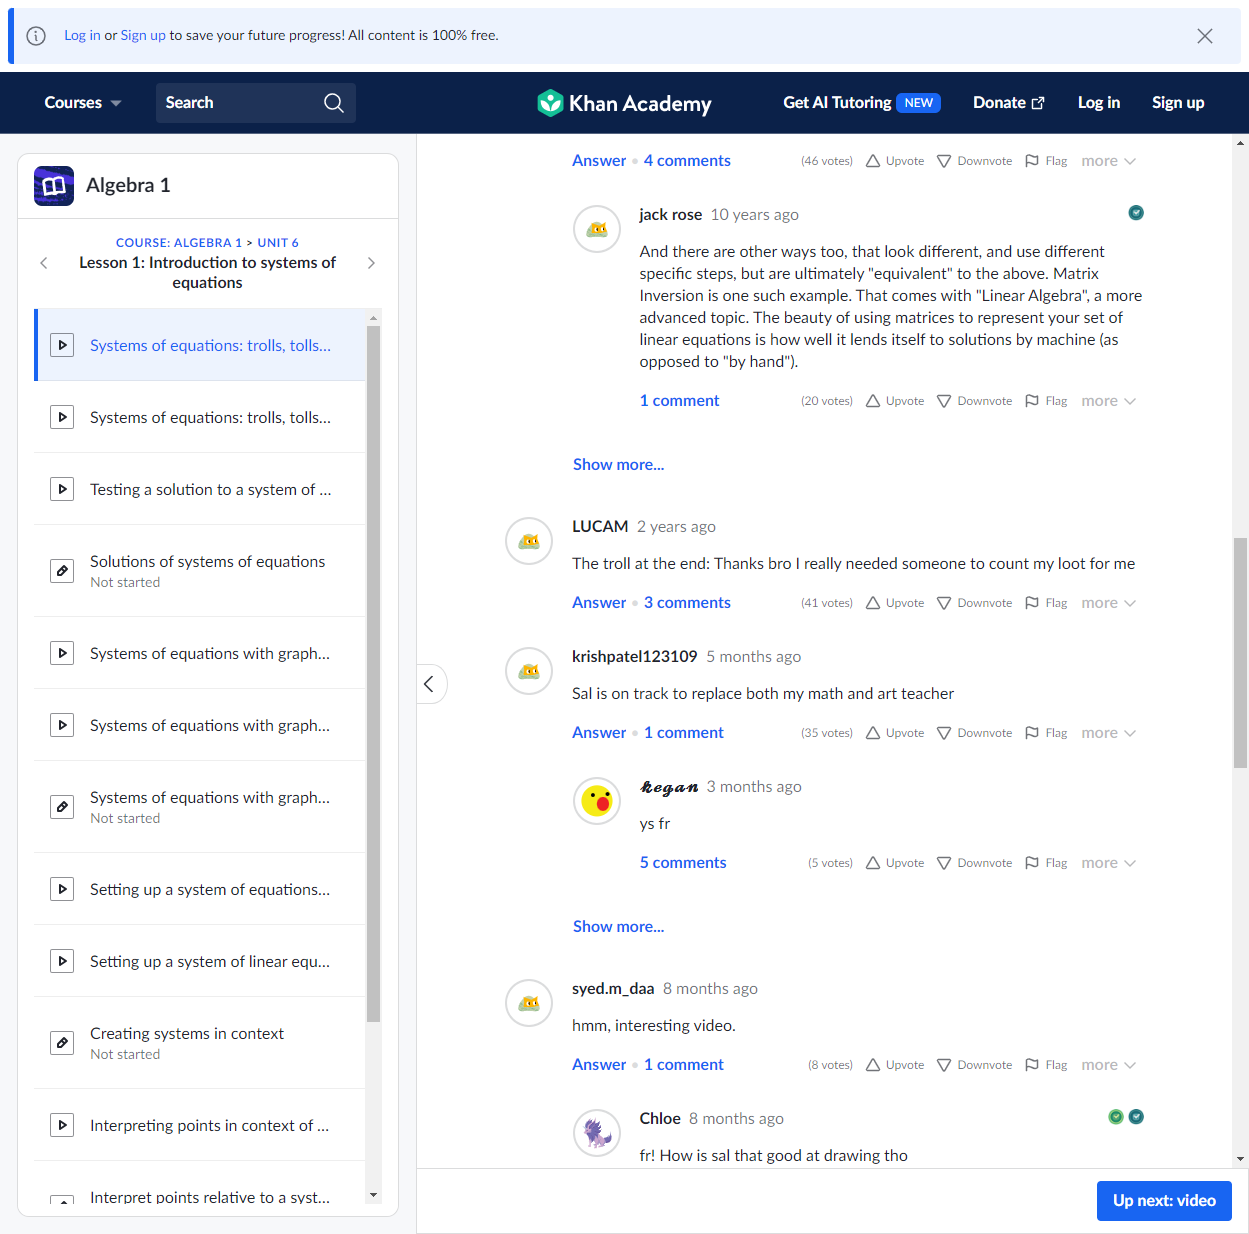 Log in or Sign up to save your future progress! All content is 100% free.
Courses
Search
Khan Academy
Get AI Tutoring NEW
Donate
Log in
Sign up
Algebra 1
COURSE: ALGEBRA 1 > UNIT 6
Lesson 1: Introduction to systems of
equations
Systems of equations: trolls, tolls...
Systems of equations: trolls, tolls...
Testing a solution to a system of ...
Solutions of systems of equations
Not started
Systems of equations with graph...
Systems of equations with graph...
Systems of equations with graph...
Not started
Setting up a system of equations...
Setting up a system of linear equ...
Creating systems in context
Not started
Interpreting points in context of ...
Interpret points relative to a syst...
Answer • 4 comments (46 votes) Upvote Downvote Flag more
jack rose 10 years ago
And there are other ways too, that look different, and use different
specific steps, but are ultimately "equivalent" to the above. Matrix
Inversion is one such example. That comes with "Linear Algebra", a more
advanced topic. The beauty of using matrices to represent your set of
linear equations is how well it lends itself to solutions by machine (as
opposed to "by hand").
1 comment (20 votes) Upvote Downvote Flag more
Show more...
LUCAM 2 years ago
The troll at the end: Thanks bro I really needed someone to count my loot for me
Answer • 3 comments (41 votes) Upvote Downvote Flag more
krishpatel123109 5 months ago
Sal is on track to replace both my math and art teacher
Answer • 1 comment (35 votes) Upvote Downvote Flag more
𝓴𝓮𝓰𝓪𝓷 3 months ago
ys fr
5 comments (5 votes) Upvote Downvote Flag more
Show more...
syed.m_daa 8 months ago
hmm, interesting video.
Answer • 1 comment (8 votes) Upvote Downvote Flag more
Chloe 8 months ago
fr! How is sal that good at drawing tho
Up next: video